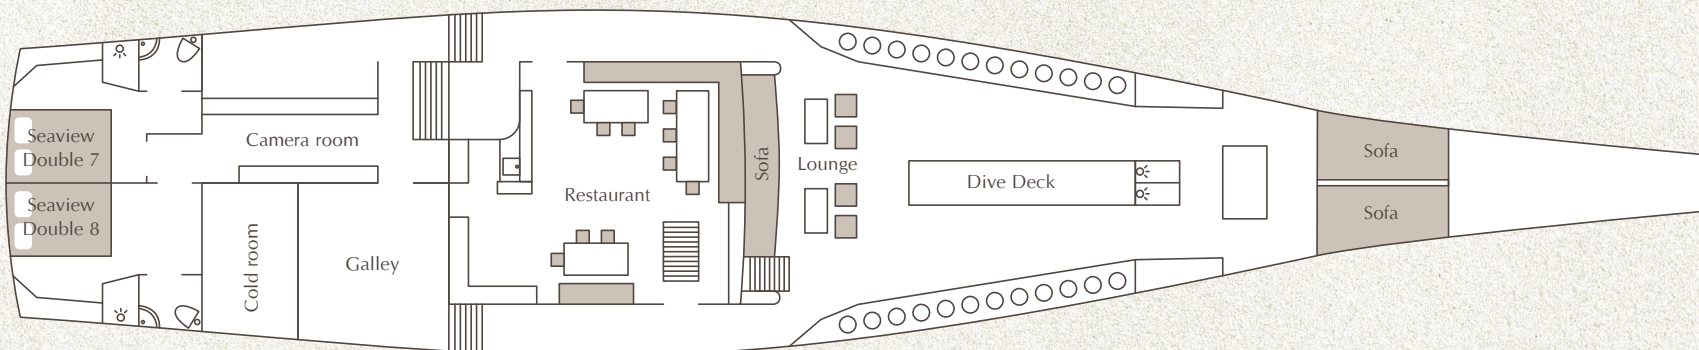 Seaview
Double 7
Seaview
Double 8
Camera room
Cold room
Galley
Restaurant
Sofa
Lounge
Dive Deck
Sofa
Sofa